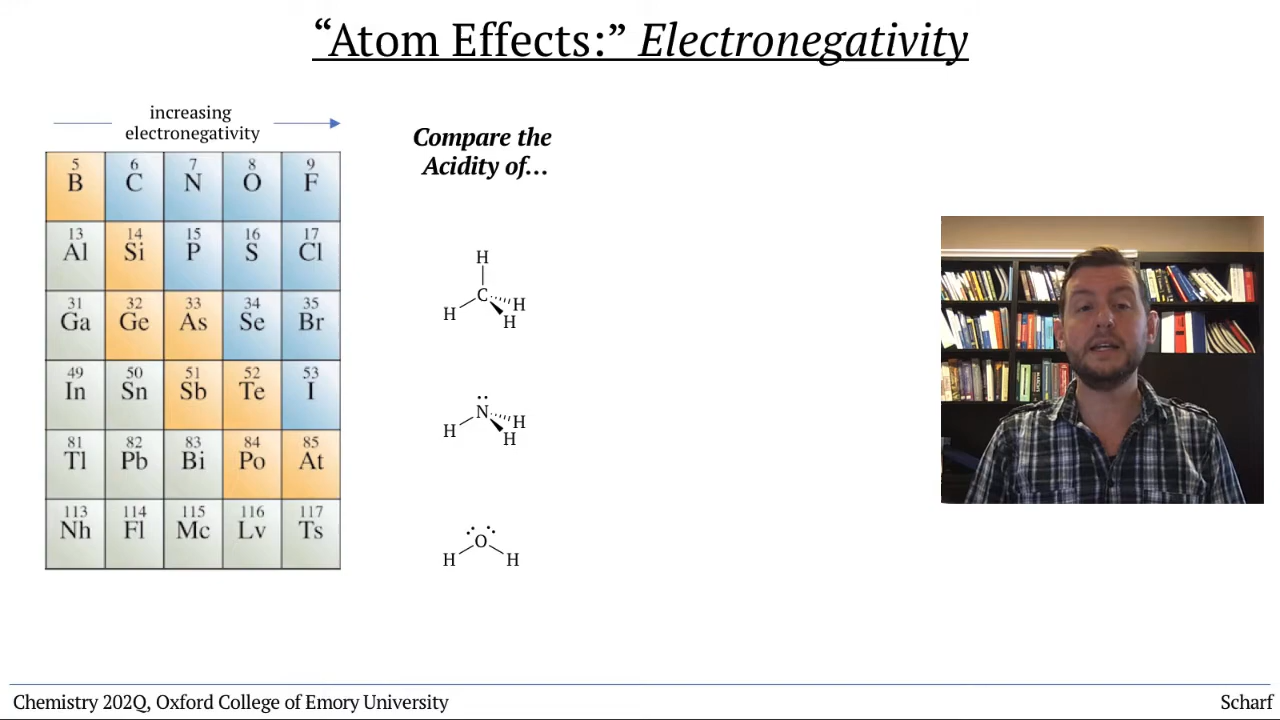 “Atom Effects:” Electronegativity
increasing
electronegativity
5 6 7 8 9
B C N O F
13 14 15 16 17
Al Si P S Cl
31 32 33 34 35
Ga Ge As Se Br
49 50 51 52 53
In Sn Sb Te I
81 82 83 84 85
Tl Pb Bi Po At
113 114 115 116 117
Nh Fl Mc Lv Ts
Compare the
Acidity of...
H
C H
H H
N H
H H
O
H H
Chemistry 202Q, Oxford College of Emory University
Scharf